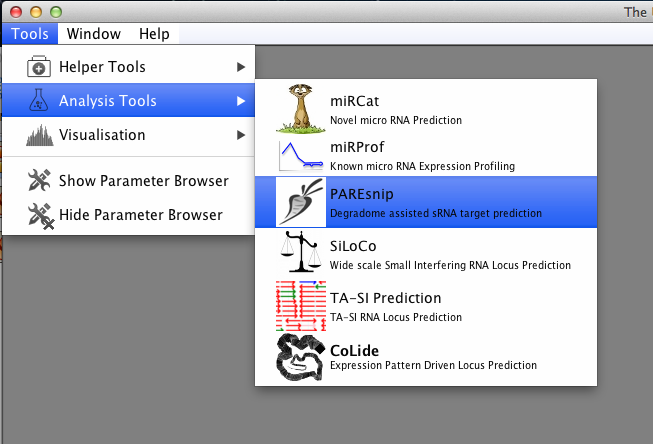 The
Tools Window Help
Helper Tools
Analysis Tools
Visualisation
Show Parameter Browser
Hide Parameter Browser
miRCat
Novel micro RNA Prediction
miRProf
Known micro RNA Expression Profiling
PAREsnip
Degradome assisted sRNA target prediction
SiLoCo
Wide scale Small Interfering RNA Locus Prediction
TA-SI Prediction
TA-SI RNA Locus Prediction
CoLide
Expression Pattern Driven Locus Prediction